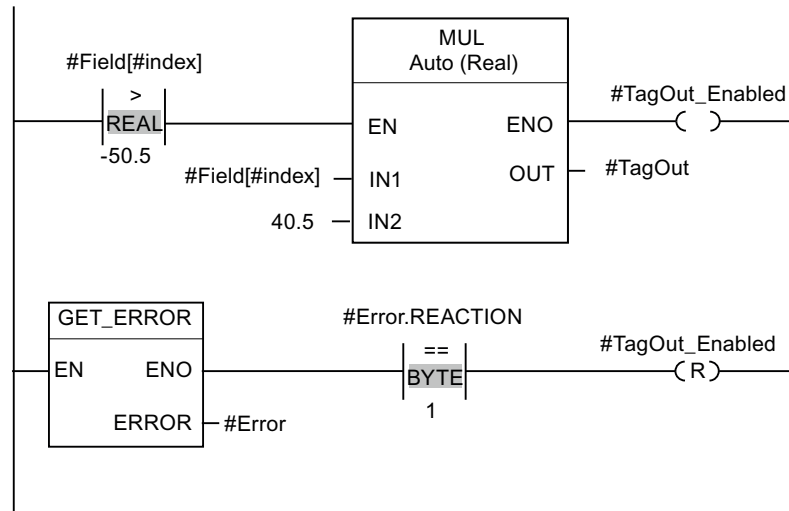 MUL
Auto (Real)
#Field[#index]
>
REAL
-50.5
EN
ENO
#TagOut_Enabled
#Field[#index]
IN1
OUT
#TagOut
40.5
IN2
GET_ERROR
#Error.REACTION
==
BYTE
1
#TagOut_Enabled
R
EN
ENO
ERROR
#Error